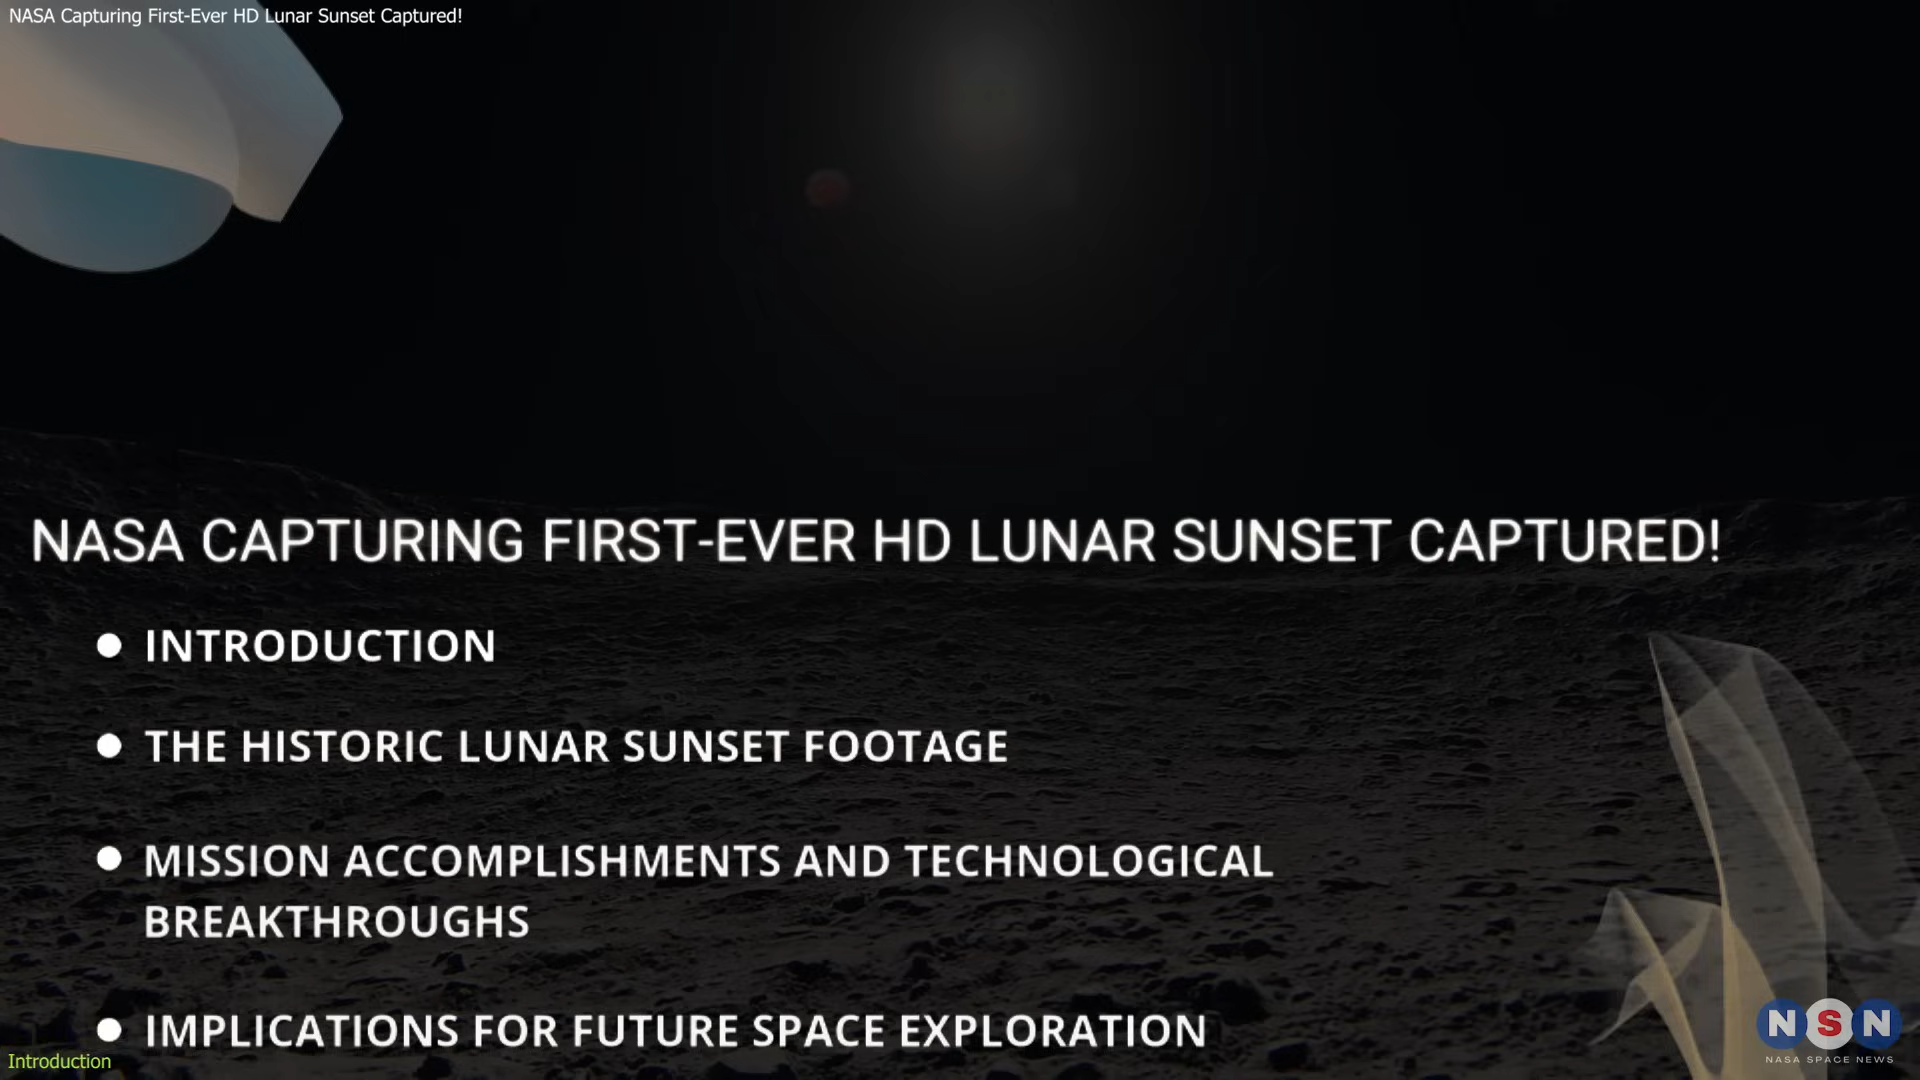 NASA Capturing First-Ever HD Lunar Sunset Captured!
NASA CAPTURING FIRST-EVER HD LUNAR SUNSET CAPTURED!
INTRODUCTION
THE HISTORIC LUNAR SUNSET FOOTAGE
MISSION ACCOMPLISHMENTS AND TECHNOLOGICAL
BREAKTHROUGHS
IMPLICATIONS FOR FUTURE SPACE EXPLORATION
Introduction
NSN
NASA SPACE NEWS